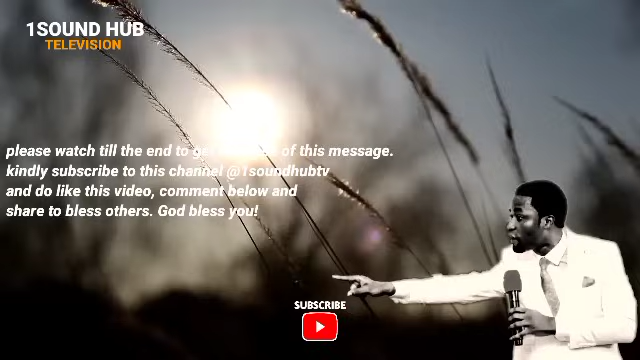 1SOUND HUB
TELEVISION
please watch till the end to of this message.
kindly subscribe to this channel @1soundhubtv
and do like this video, comment below and
share to bless others. God bless you!
SUBSCRIBE